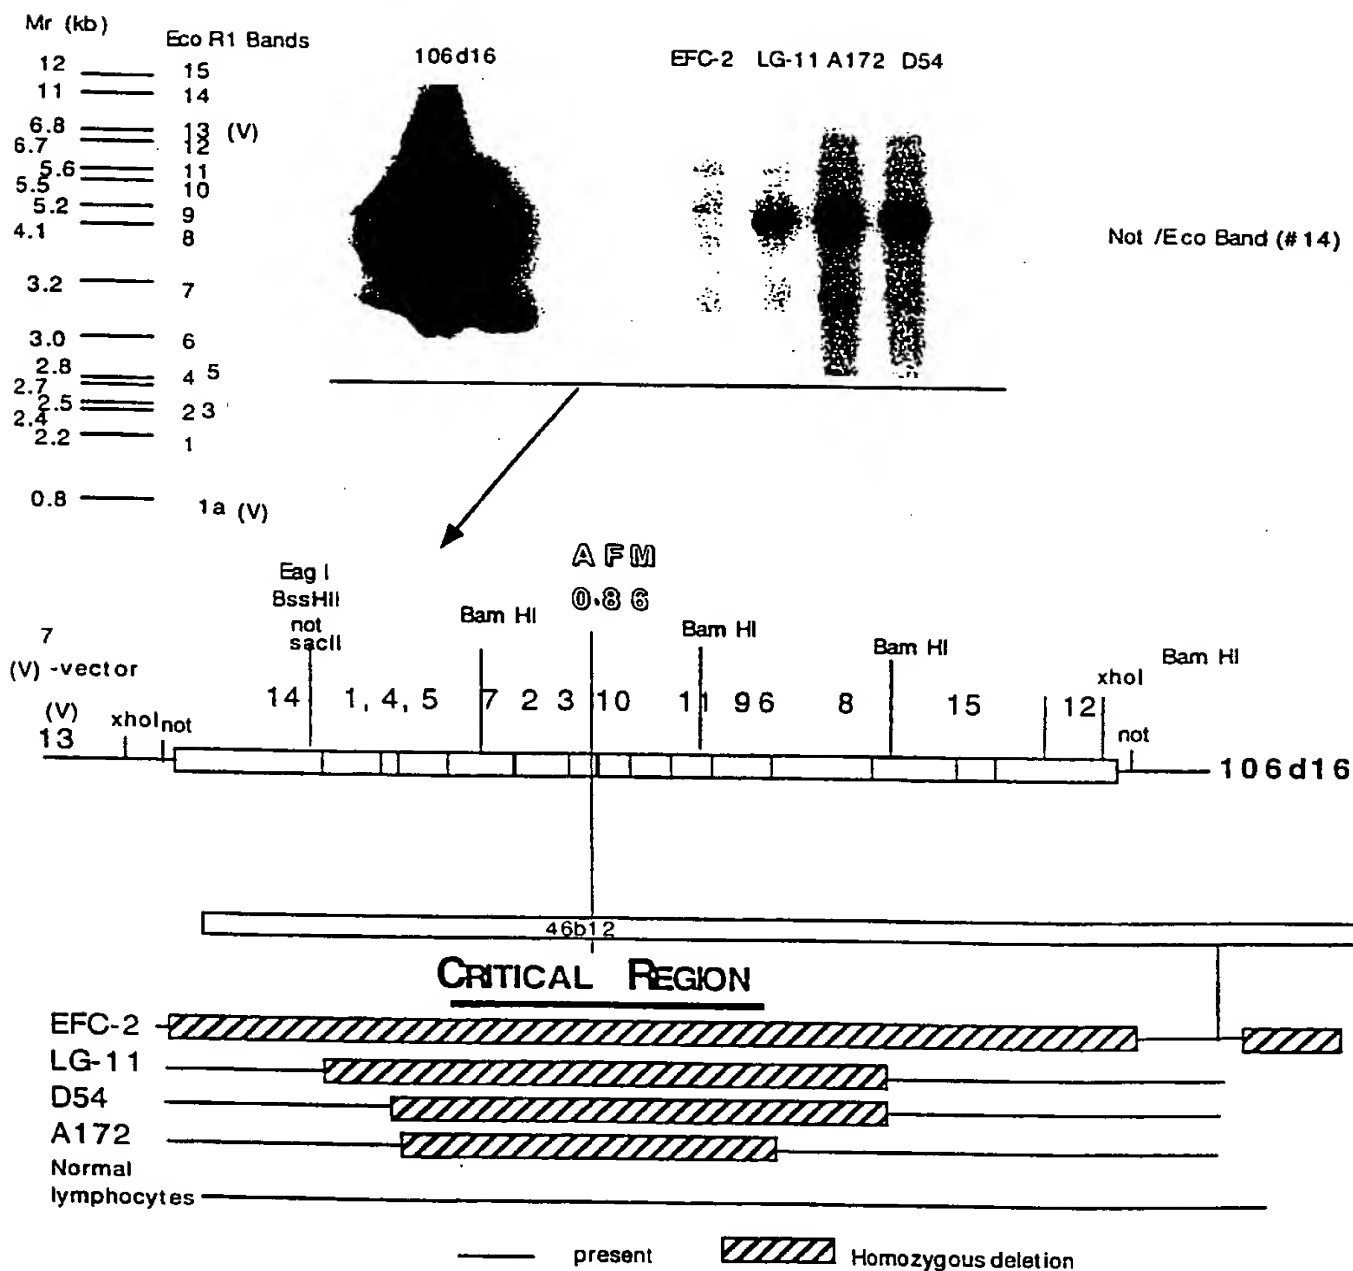 Mr (kb)
Eco R1 Bands
106d16
EFC-2 LG-11 A172 D54
12 15
11 14
6.8 13 (V)
6.7 12
5.6 11
5.5 10
5.2 9
4.1 8
Not /Eco Band (#14)
3.2 7
3.0 6
2.8 5
2.7 4
2.5 3
2.4 2
2.2 1
0.8 1a (V)
AFM
0.86
Eag I
BssHII
not
sacII
Bam HI
Bam HI
Bam HI
Bam HI
7
(V) -vector
(V)
13
xhoI not
14 1, 4, 5 7 2 3 10 11 9 6 8 15 12
xhoI
not
106d16
46b12
CRITICAL REGION
EFC-2
LG-11
D54
A172
Normal
lymphocytes
present Homozygous deletion